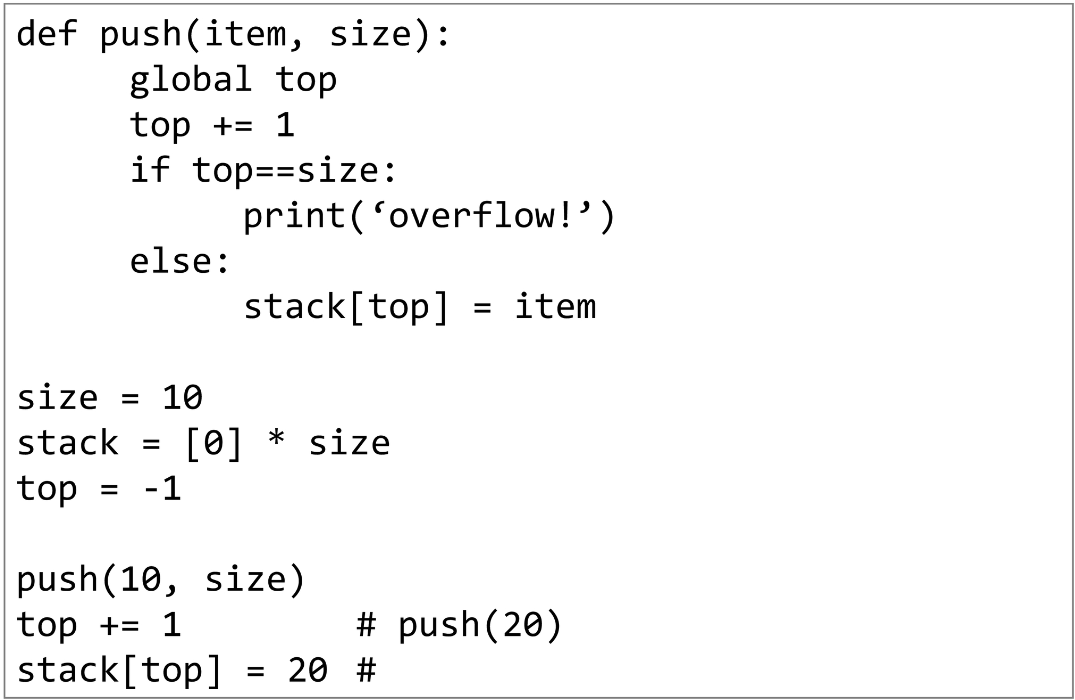 def push(item, size):
      global top
      top += 1
      if top==size:
            print(‘overflow!’)
      else:
            stack[top] = item

size = 10
stack = [0] * size
top = -1

push(10, size)
top += 1         # push(20)
stack[top] = 20 #